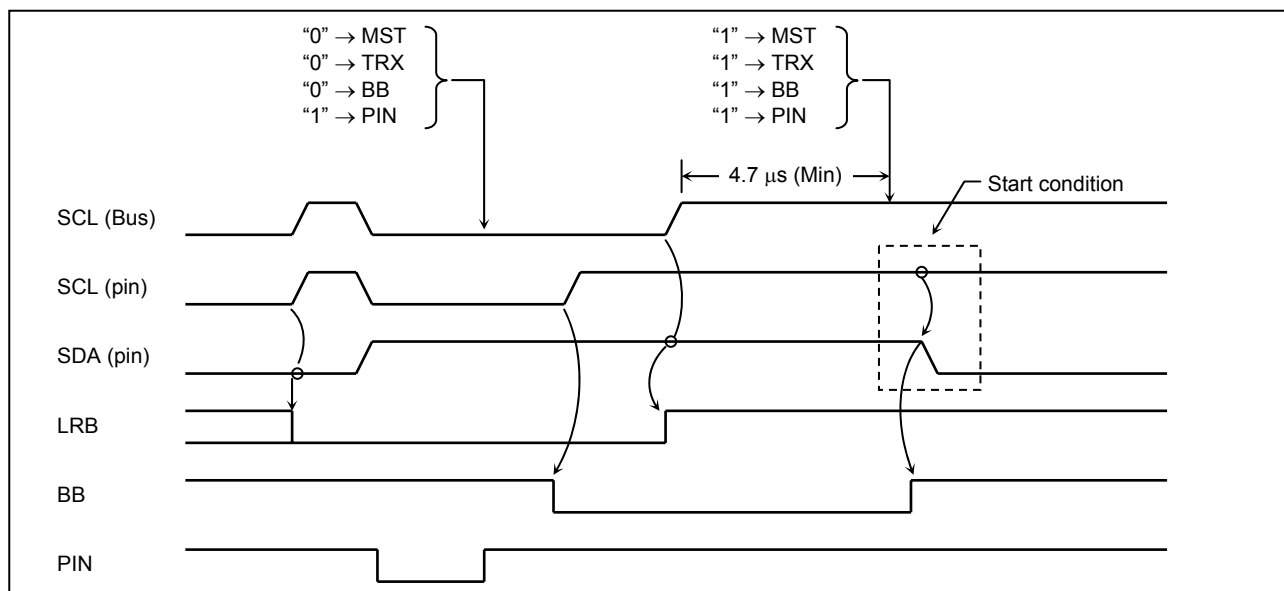 “0” → MST
“0” → TRX
“0” → BB
“1” → PIN
“1” → MST
“1” → TRX
“1” → BB
“1” → PIN
4.7 μs (Min)
Start condition
SCL (Bus)
SCL (pin)
SDA (pin)
LRB
BB
PIN